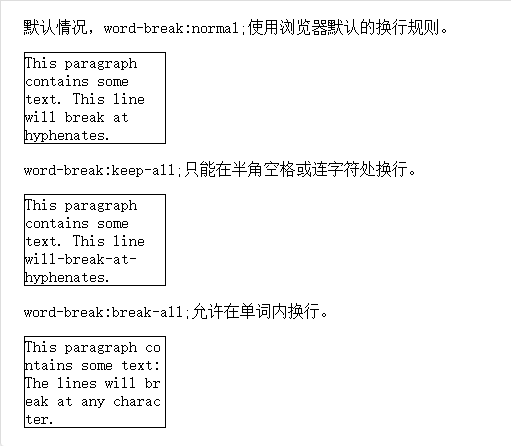 默认情况，word-break:normal;使用浏览器默认的换行规则。
This paragraph
contains some
text. This line
will break at
hyphenates.
word-break:keep-all;只能在半角空格或连字符处换行。
This paragraph
contains some
text. This line
will-break-at-
hyphenates.
word-break:break-all;允许在单词内换行。
This paragraph co
ntains some text:
The lines will br
eak at any charac
ter.